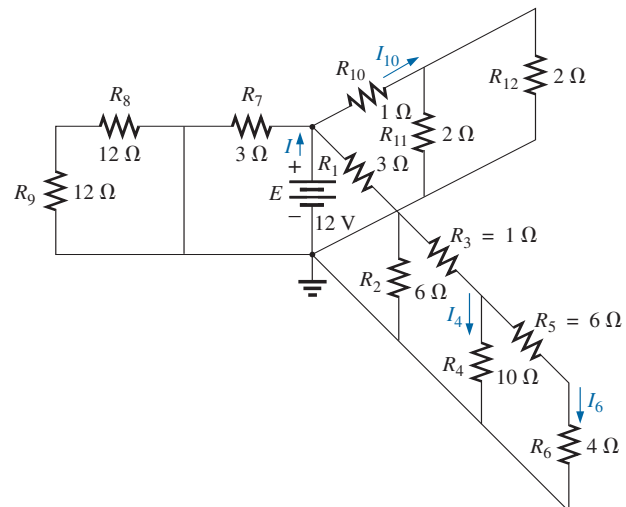 I₁₀
R₁₀
1 Ω
R₁₂
2 Ω
R₈
12 Ω
R₇
3 Ω
R₁₁
2 Ω
I
+
R₁
3 Ω
R₉
12 Ω
E
−
12 V
R₃ = 1 Ω
R₂
6 Ω
I₄
R₅ = 6 Ω
R₄
10 Ω
I₆
R₆
4 Ω